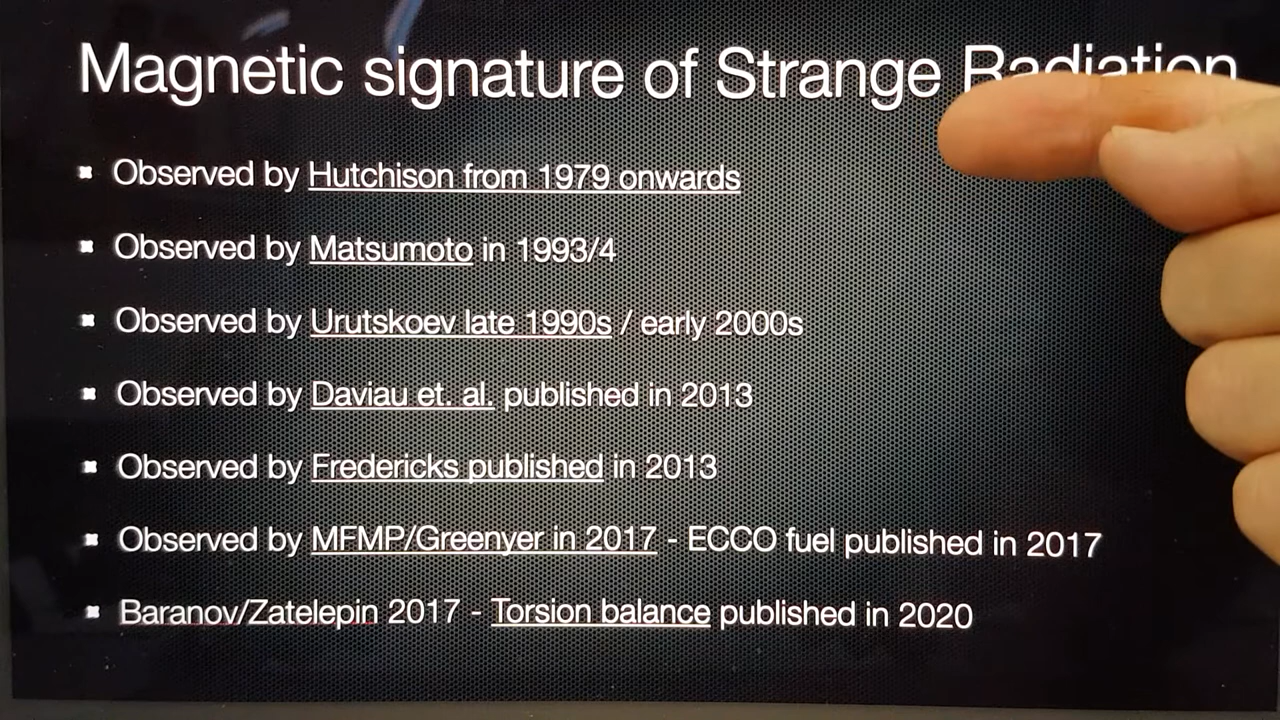 Magnetic signature of Strange Radiation
Observed by Hutchison from 1979 onwards
Observed by Matsumoto in 1993/4
Observed by Urutskoev late 1990s / early 2000s
Observed by Daviau et. al. published in 2013
Observed by Fredericks published in 2013
Observed by MFMP/Greenyer in 2017 - ECCO fuel published in 2017
Baranov/Zatelepin 2017 - Torsion balance published in 2020